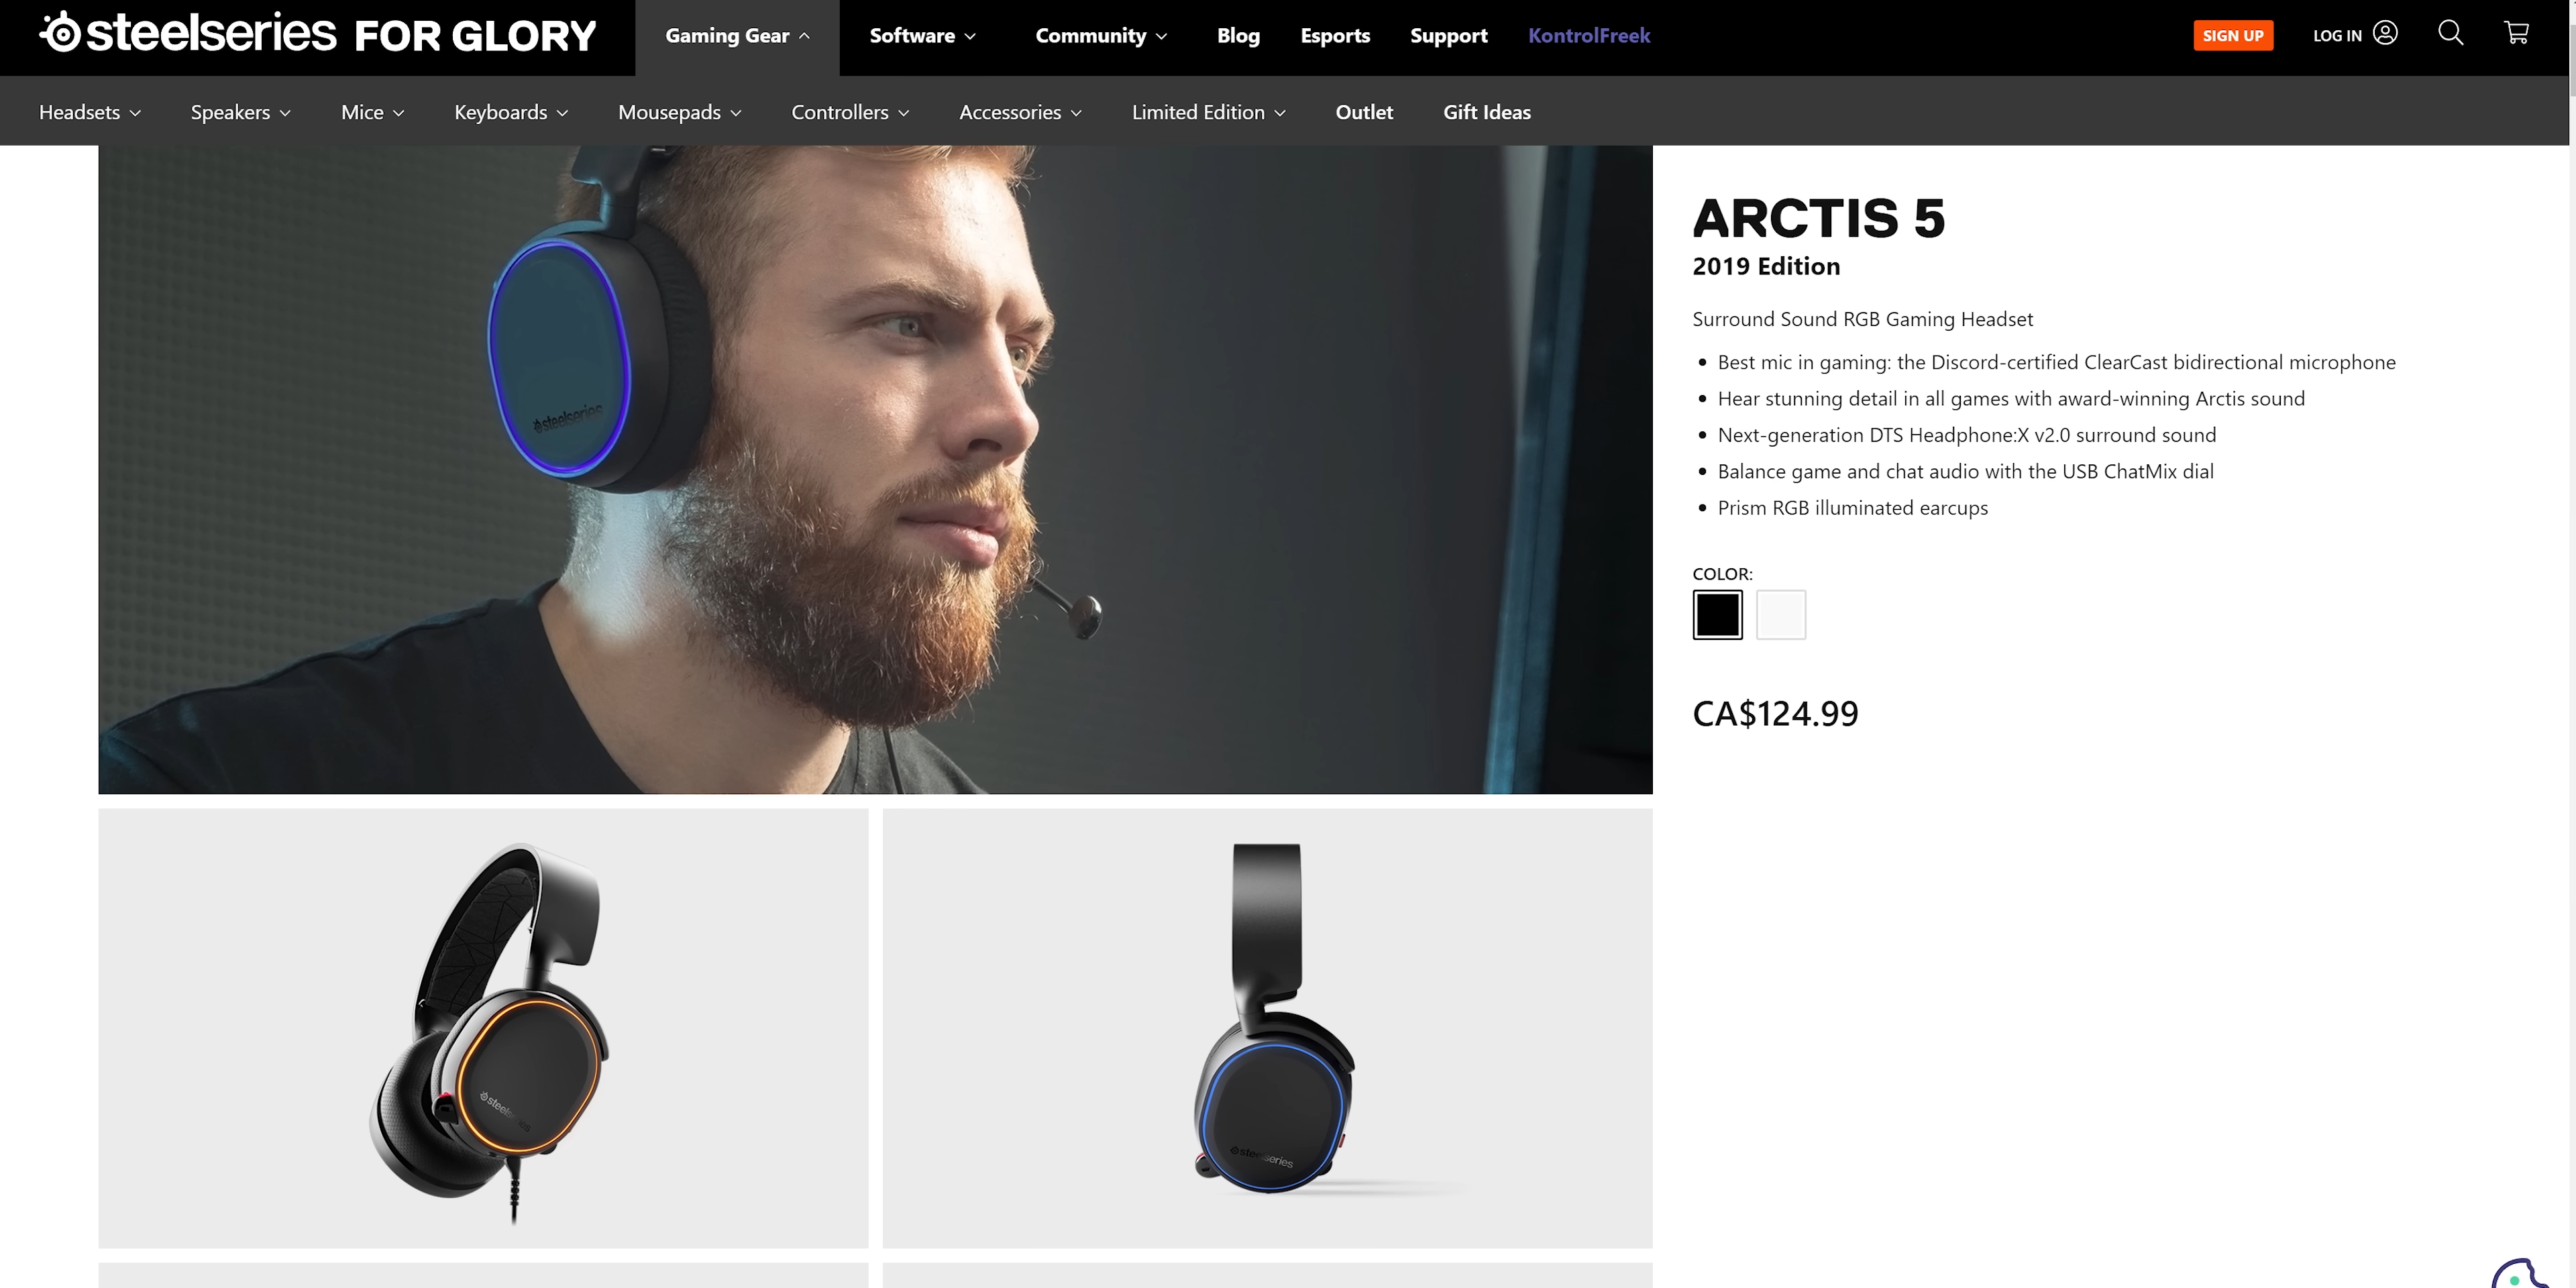 steelseries FOR GLORY
Gaming Gear
Software
Community
Blog
Esports
Support
KontrolFreek
SIGN UP
LOG IN
Headsets
Speakers
Mice
Keyboards
Mousepads
Controllers
Accessories
Limited Edition
Outlet
Gift Ideas
steelseries
ARCTIS 5
2019 Edition
Surround Sound RGB Gaming Headset
Best mic in gaming: the Discord-certified ClearCast bidirectional microphone
Hear stunning detail in all games with award-winning Arctis sound
Next-generation DTS Headphone:X v2.0 surround sound
Balance game and chat audio with the USB ChatMix dial
Prism RGB illuminated earcups
COLOR:
CA$124.99
steelseries
steelseries